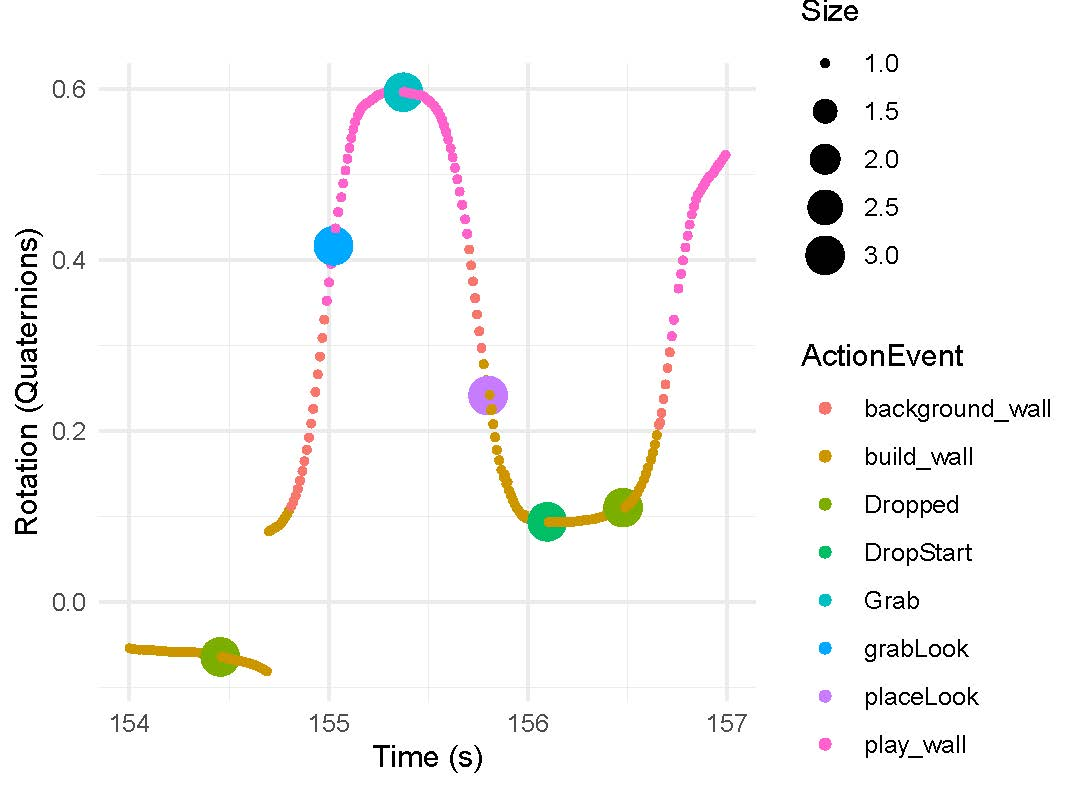 Size
1.0
1.5
2.0
2.5
3.0
ActionEvent
background_wall
build_wall
Dropped
DropStart
Grab
grabLook
placeLook
play_wall
Rotation (Quaternions)
0.6
0.4
0.2
0.0
154 155 156 157
Time (s)